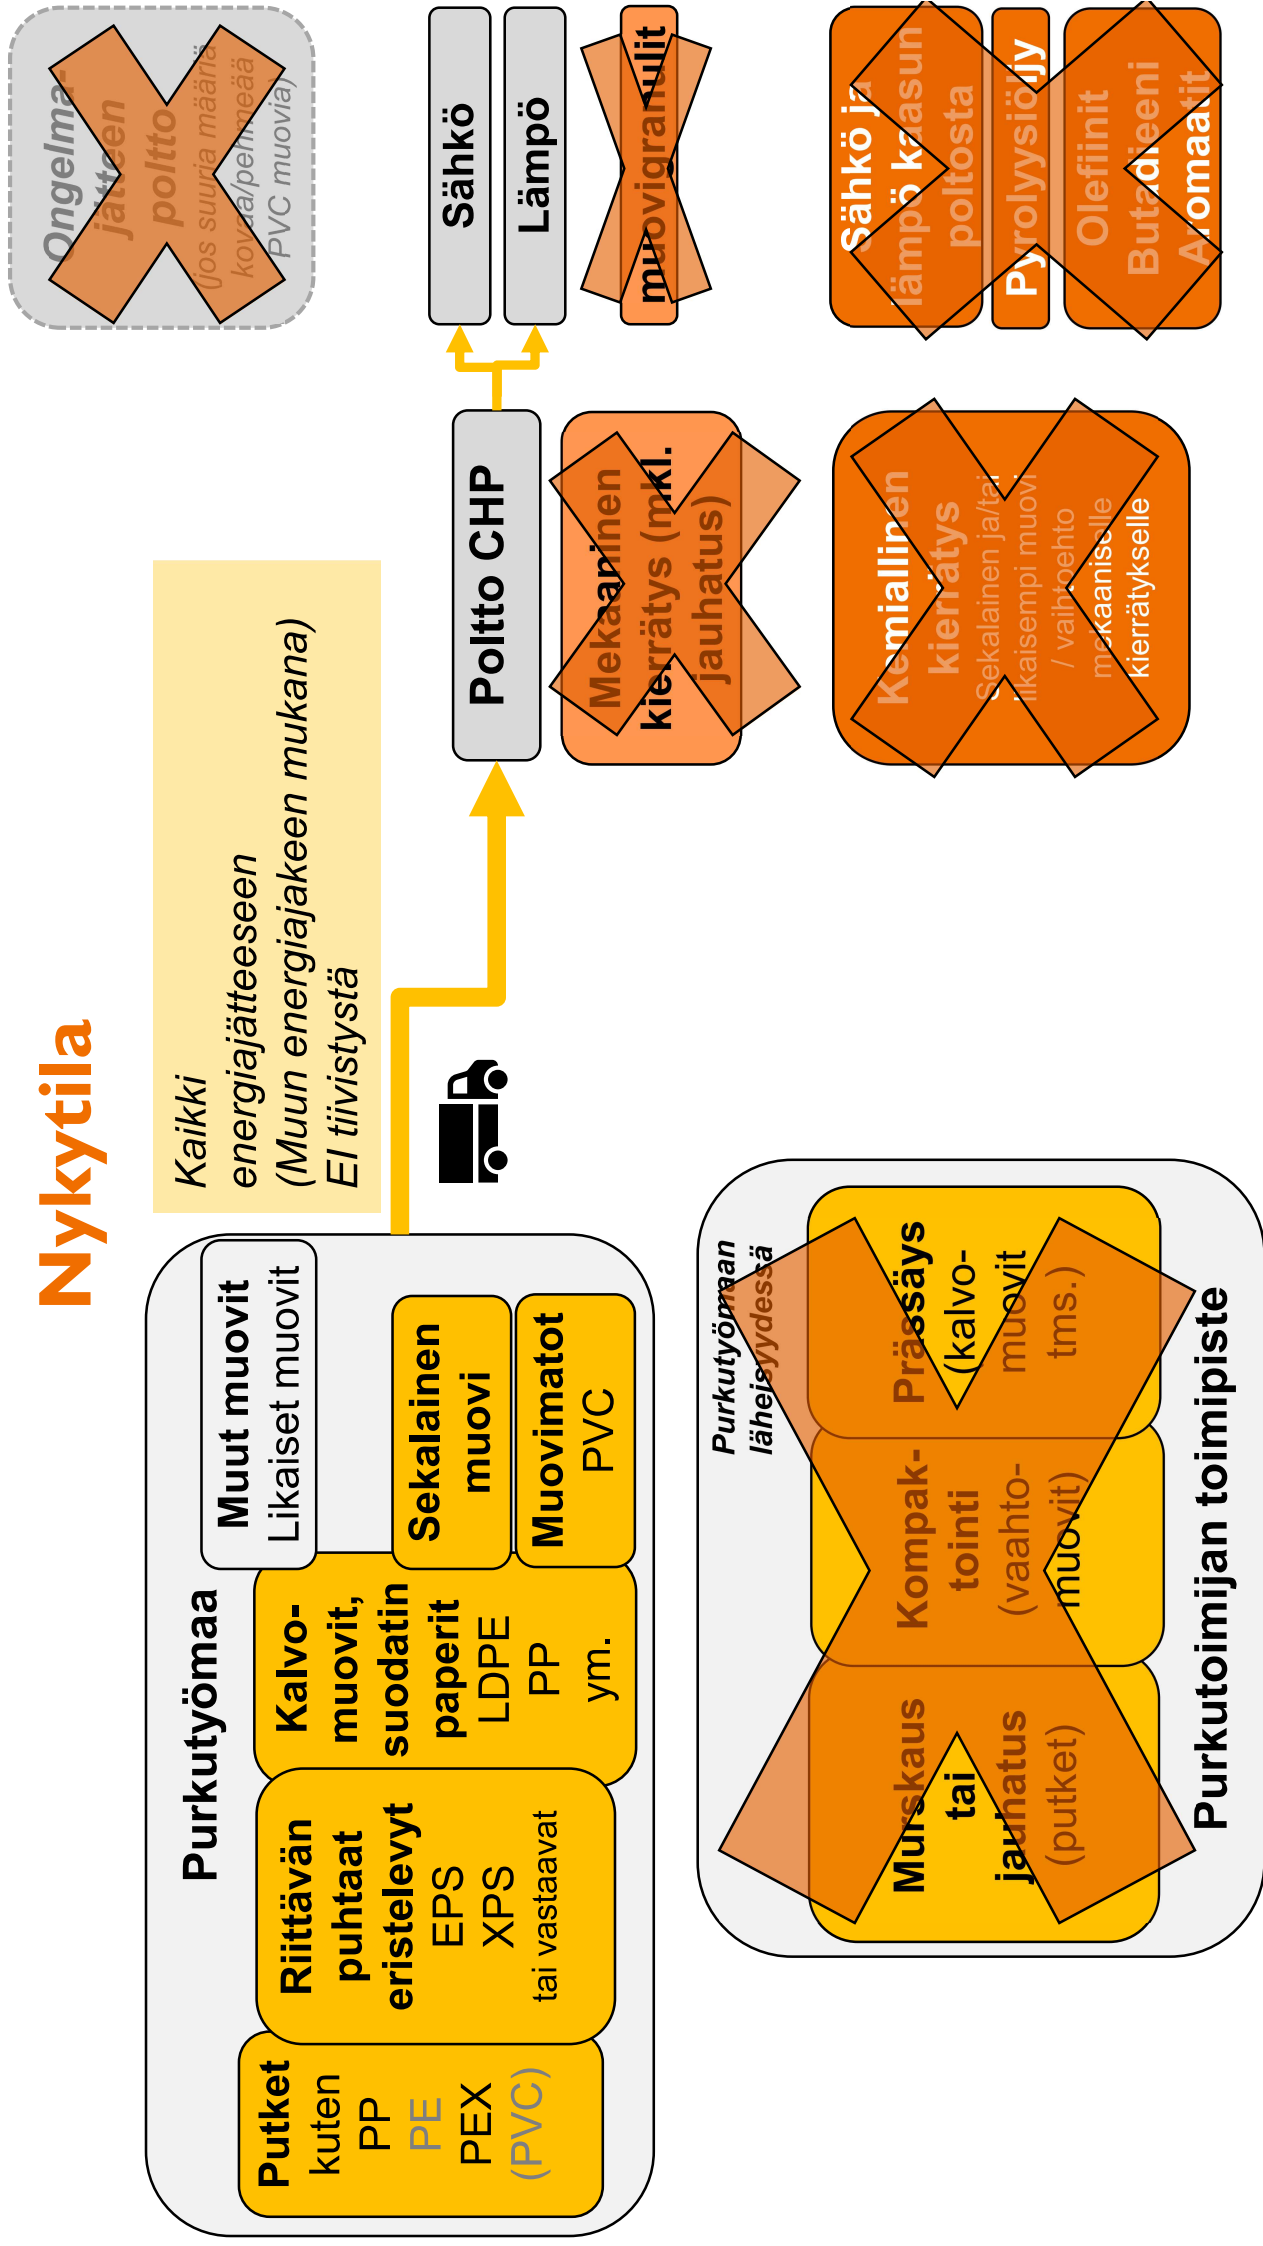 Nykytila
Purkutyömaa
Putket
kuten
PP
PE
PEX
(PVC)
Riittävän
puhtaat
eristelevyt
EPS
XPS
tai vastaavat
Kalvo-
muovit,
suodatin
paperit
LDPE
PP
ym.
Muut muovit
Likaiset muovit
Sekalainen
muovi
Muovimatot
PVC
Kaikki
energiajätteeseen
(Muun energiajakeen mukana)
EI tiivistystä
Purkutyömaan
läheisyydessä
Murskaus
tai
jauhatus
(putket)
Kompak-
tointi
(vaahto-
muovit)
Prässäys
(kalvo-
muovit
tms.)
Purkutoimijan toimipiste
Poltto CHP
Mekaaninen
kierrätys (mkl.
jauhatus)
Kemiallinen
kierrätys
Sekalainen ja/tai
likaisempi muovi
/ vaihtoehto
mekaaniselle
kierrätykselle
Ongelma-
jätteen
poltto
(jos suuria määriä
kovaa/pehmeää
PVC muovia)
Sähkö
Lämpö
muovigranulit
Sähkö ja
lämpö kaasun
poltosta
Pyrolyysiöljy
Olefiinit
Butadieeni
Aromaatit